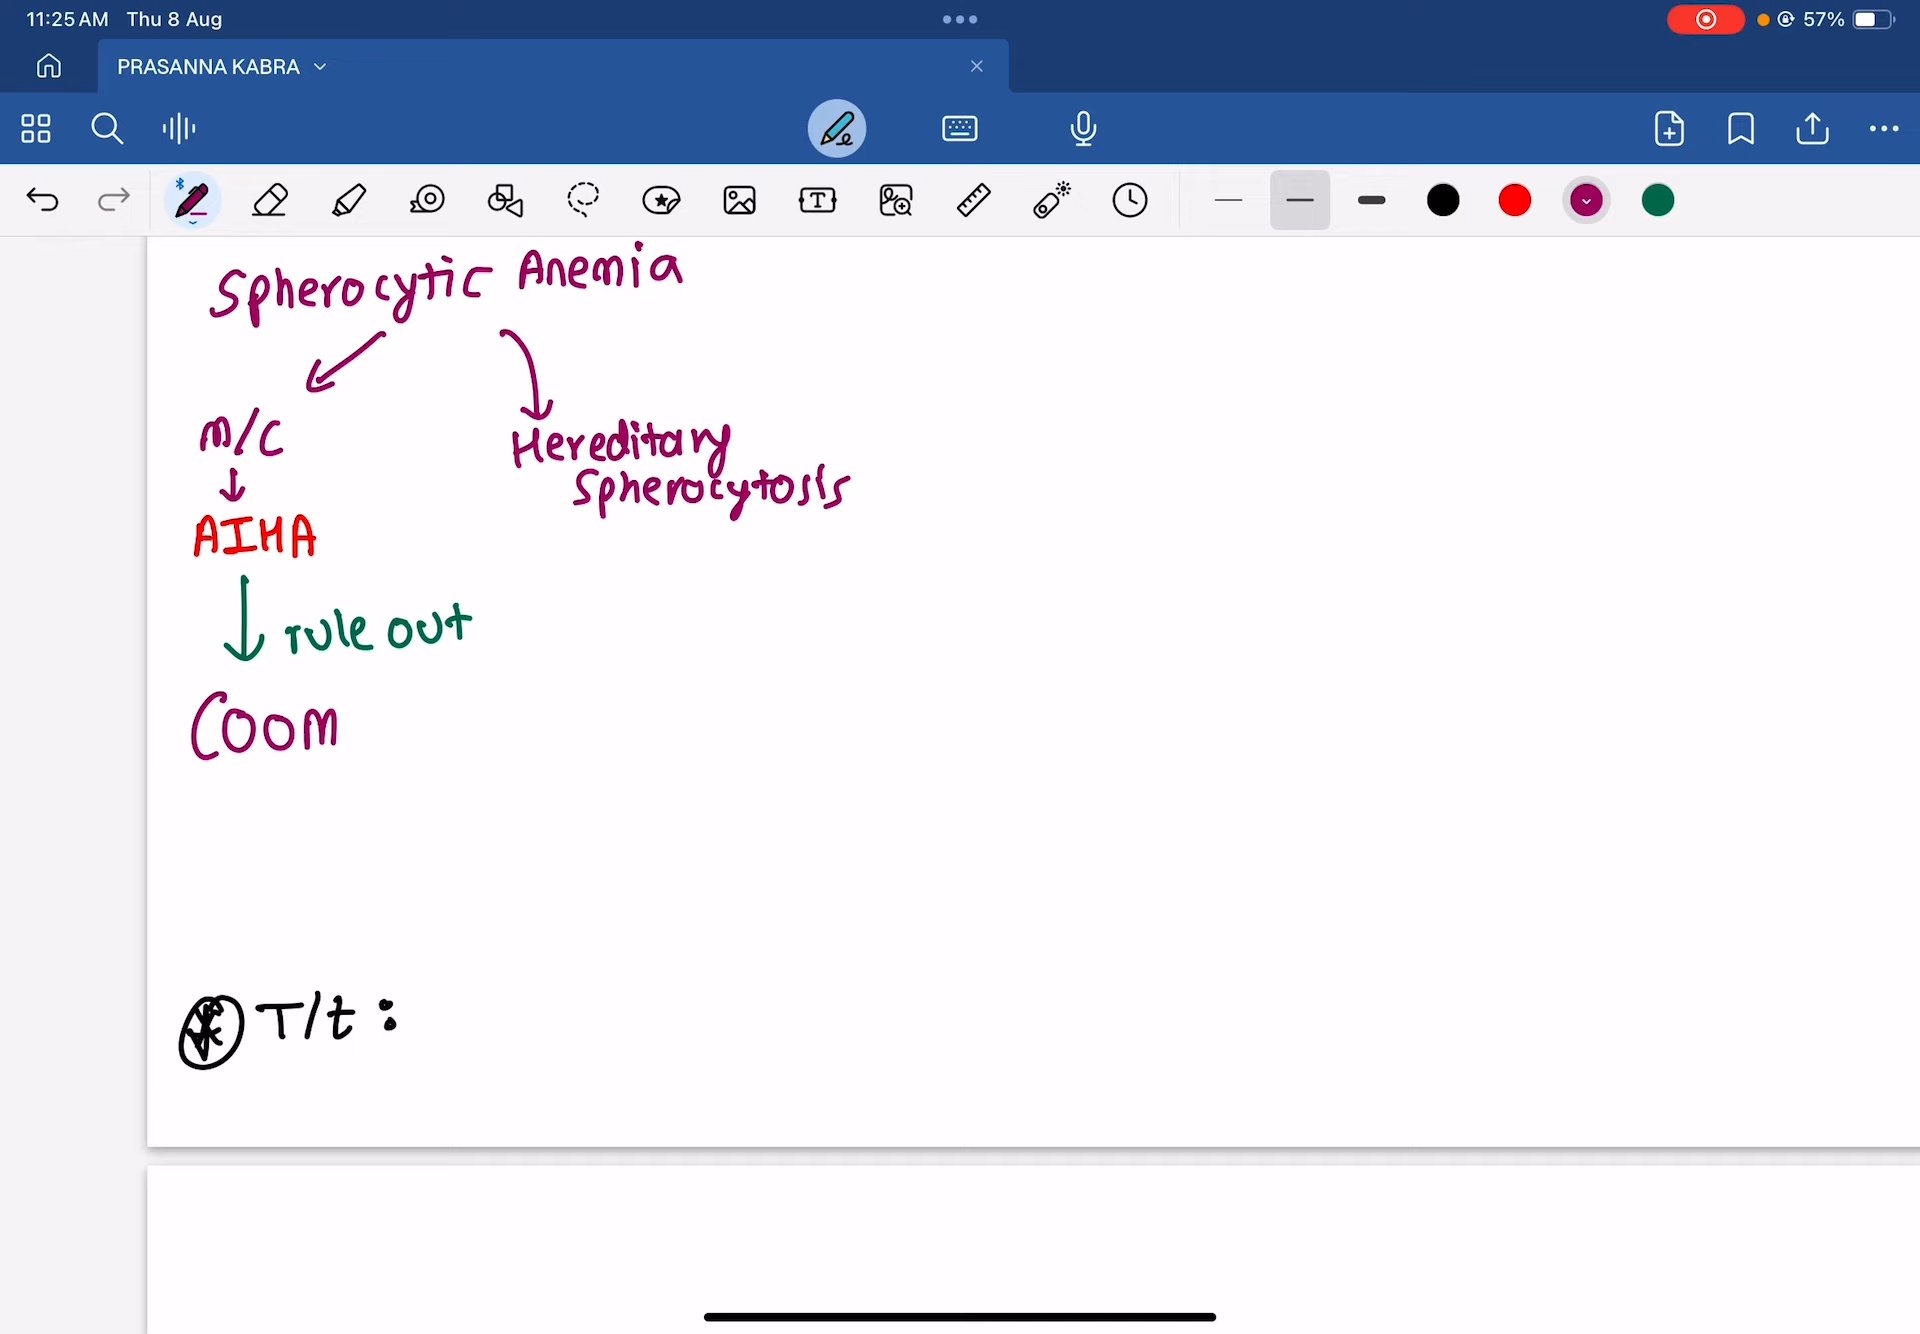 11:25 AM Thu 8 Aug
57%
PRASANNA KABRA
Spherocytic Anemia
M/C
Hereditary
Spherocytosis
AIHA
rule out
COOM
T/t :